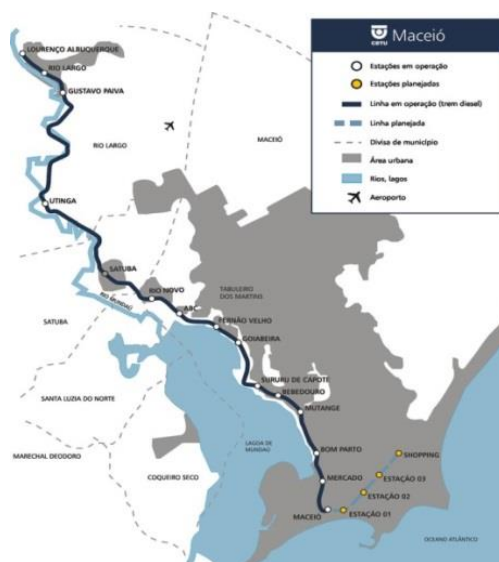 CBTU
Maceió
Estações em operação
Estações planejadas
Linha em operação (trem diesel)
Linha planejada
Divisa de município
Área urbana
Rios, lagos
Aeroporto
LOURENÇO ALBUQUERQUE
RIO LARGO
GUSTAVO PAIVA
RIO LARGO
MACEIÓ
UTINGA
SATUBA
RIO NOVO
TABULEIRO
DOS MARTINS
RIO MUNDAÚ
ABC
FERNÃO VELHO
SATUBA
GOIABEIRA
SURURU DE CAPOTE
BEBEDOURO
SANTA LUZIA DO NORTE
MUTANGE
LAGOA DE
MUNDAÚ
BOM PARTO
SHOPPING
MARECHAL DEODORO
COQUEIRO SECO
MERCADO
ESTAÇÃO 03
ESTAÇÃO 02
MACEIÓ
ESTAÇÃO 01
OCEANO ATLÂNTICO